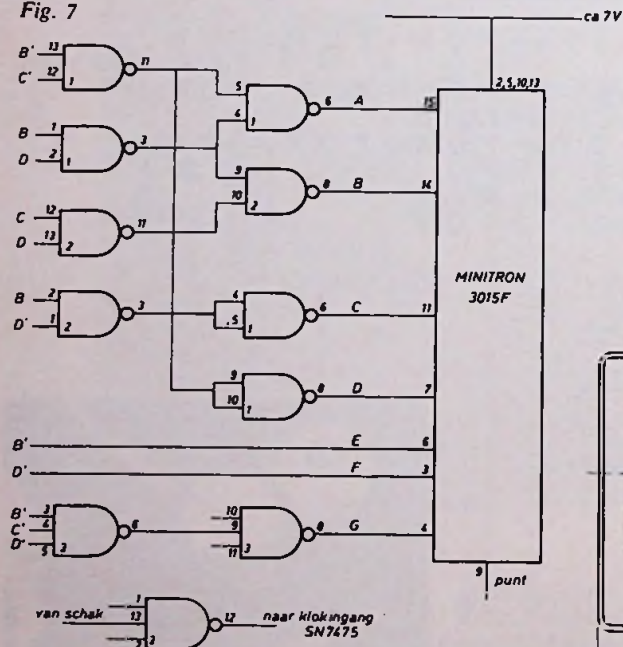 Fig. 7
ca 7V
2,5,10,13
B' 13
C' 12
1
11
B 1
D 2
1
3
C 12
D 13
2
11
B 2
D' 1
2
3
5
4
1
6
A
15
9
10
2
8
B
14
MINITRON
3015F
4
5
1
6
C
11
9
10
1
8
D
7
B'
E
6
D'
F
3
B' 3
C' 4
D' 5
3
6
10
9
11
3
8
G
4
9
punt
van schak
1
13
2
3
12
naar klokingang
SN7475